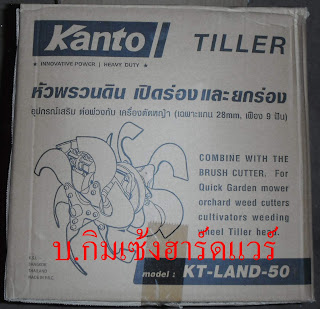 Kanto
TILLER
INNOVATIVE POWER | HEAVY DUTY
หัวพรวนดิน เปิดร่อง และ ยกร่อง
อุปกรณ์เสริม ต่อพ่วงกับ เครื่องตัดหญ้า (เฉพาะแกน 28mm, เฟือง 9 ฟัน)
COMBINE WITH THE
BRUSH CUTTER. For
Quick Garden mower
orchard weed cutters
cultivators weeding
wheel Tiller head.
ป.กิมเซ้งฮาร์ดแวร์
model : KT-LAND-50